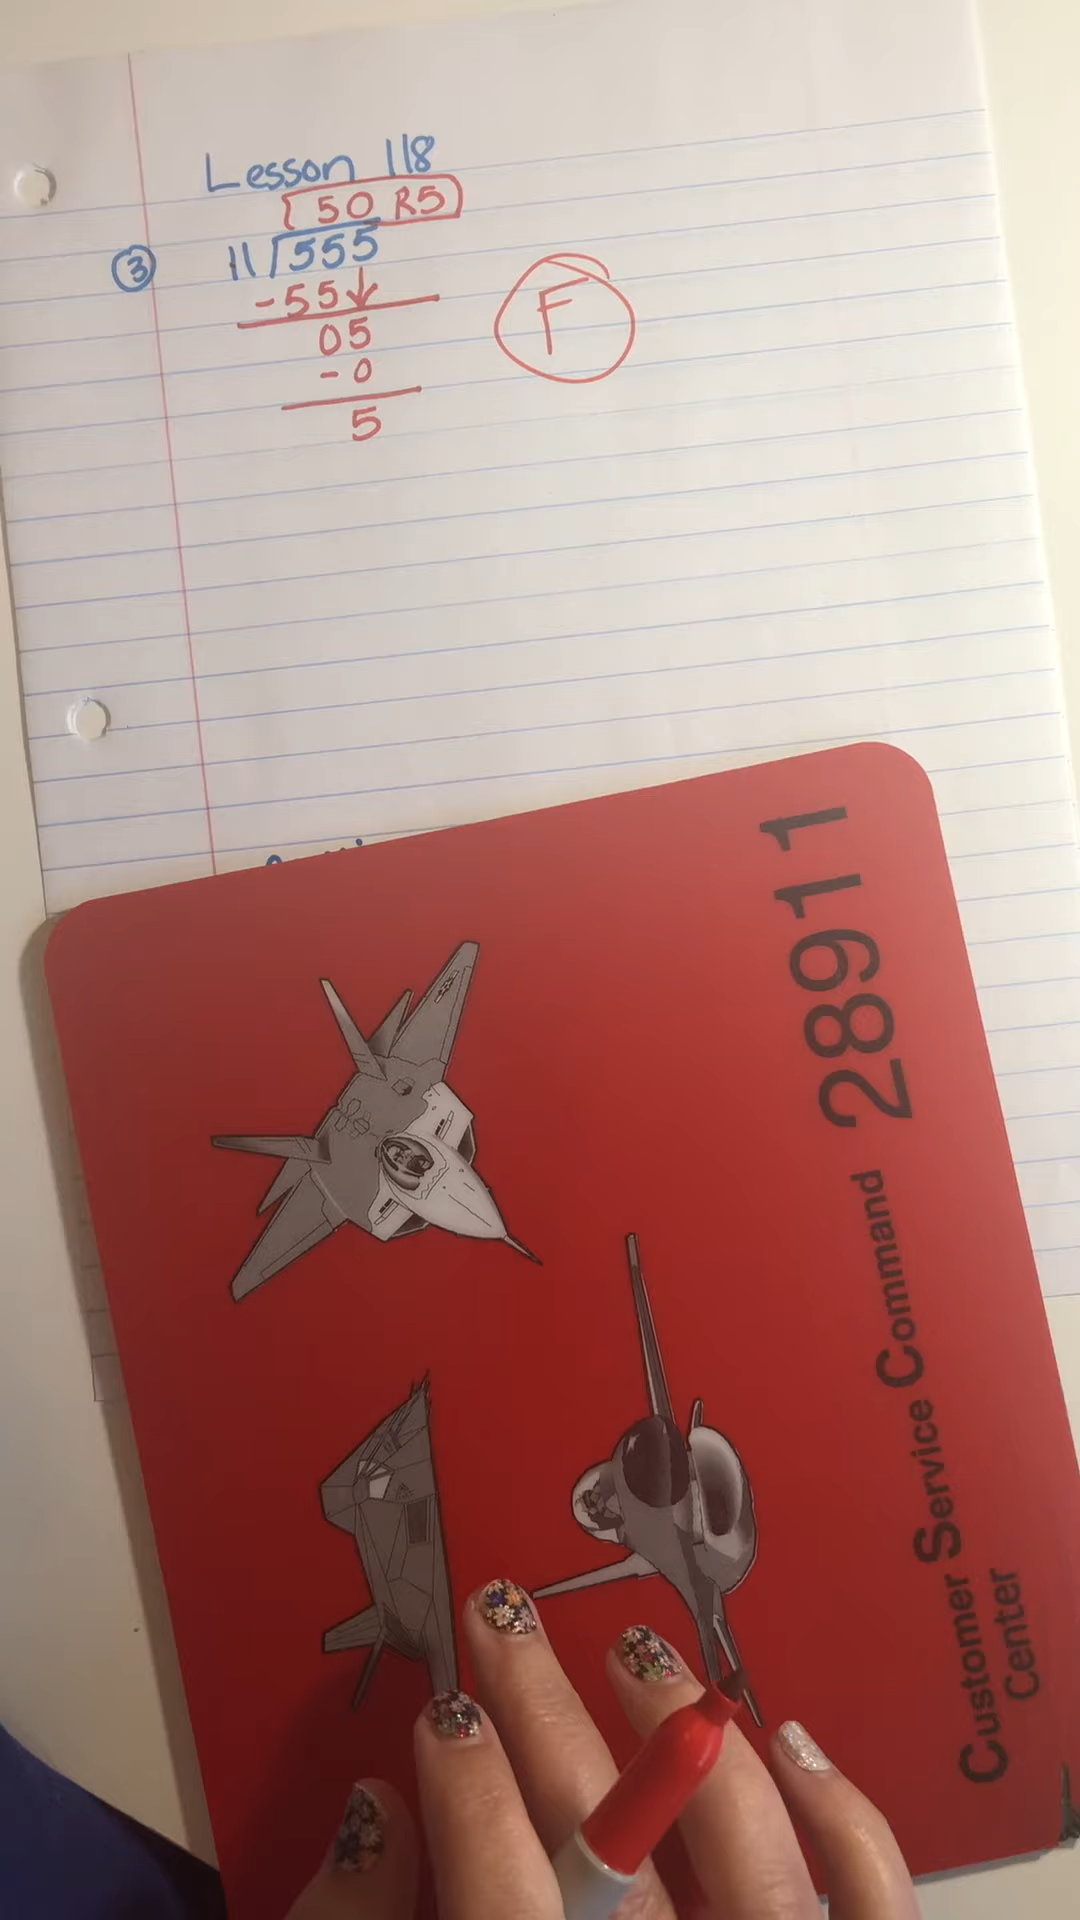 Lesson 118
50 R5
③ 11⟌555
-55↓
05
-0
5
F
Customer Service Command 28911
Center